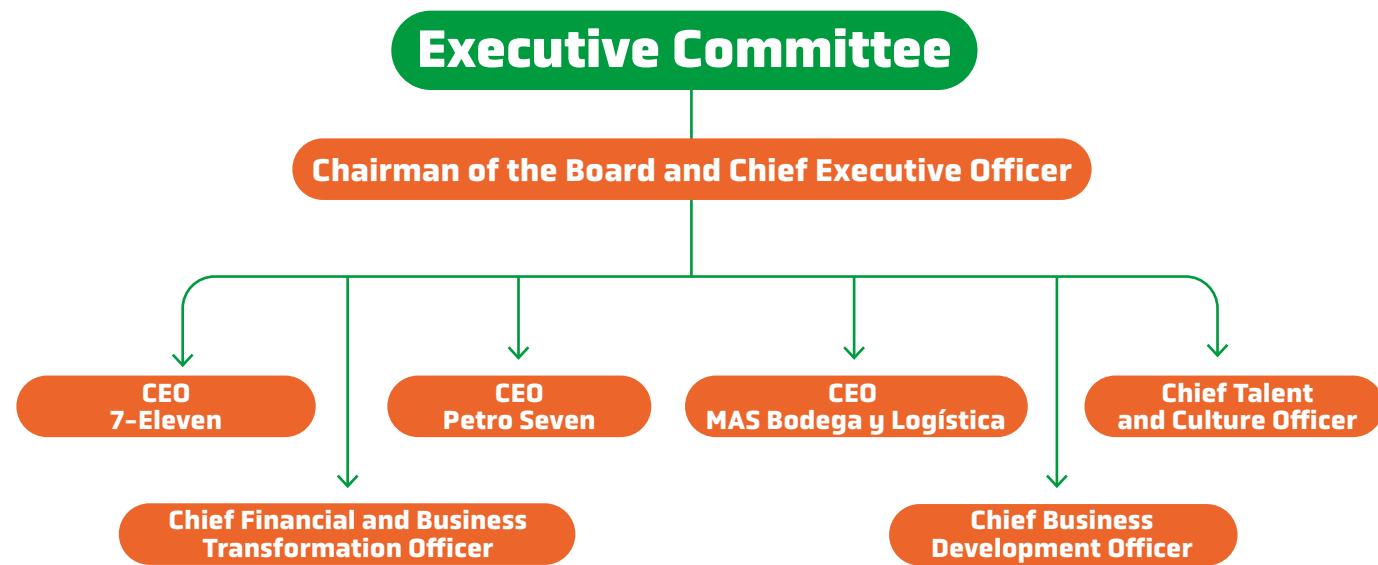 Executive Committee
Chairman of the Board and Chief Executive Officer
CEO
7-Eleven
CEO
Petro Seven
CEO
MAS Bodega y Logística
Chief Talent
and Culture Officer
Chief Financial and Business
Transformation Officer
Chief Business
Development Officer